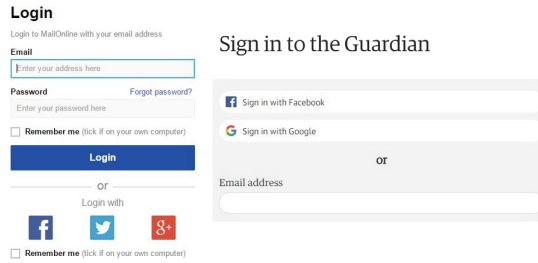 Login
Login to MailOnline with your email address
Email
Enter your address here
Password Forgot password?
Enter your password here
Remember me (tick if on your own computer)
Login
or
Login with
f
8+
Remember me (tick if on your own computer)
Sign in to the Guardian
f Sign in with Facebook
G Sign in with Google
or
Email address